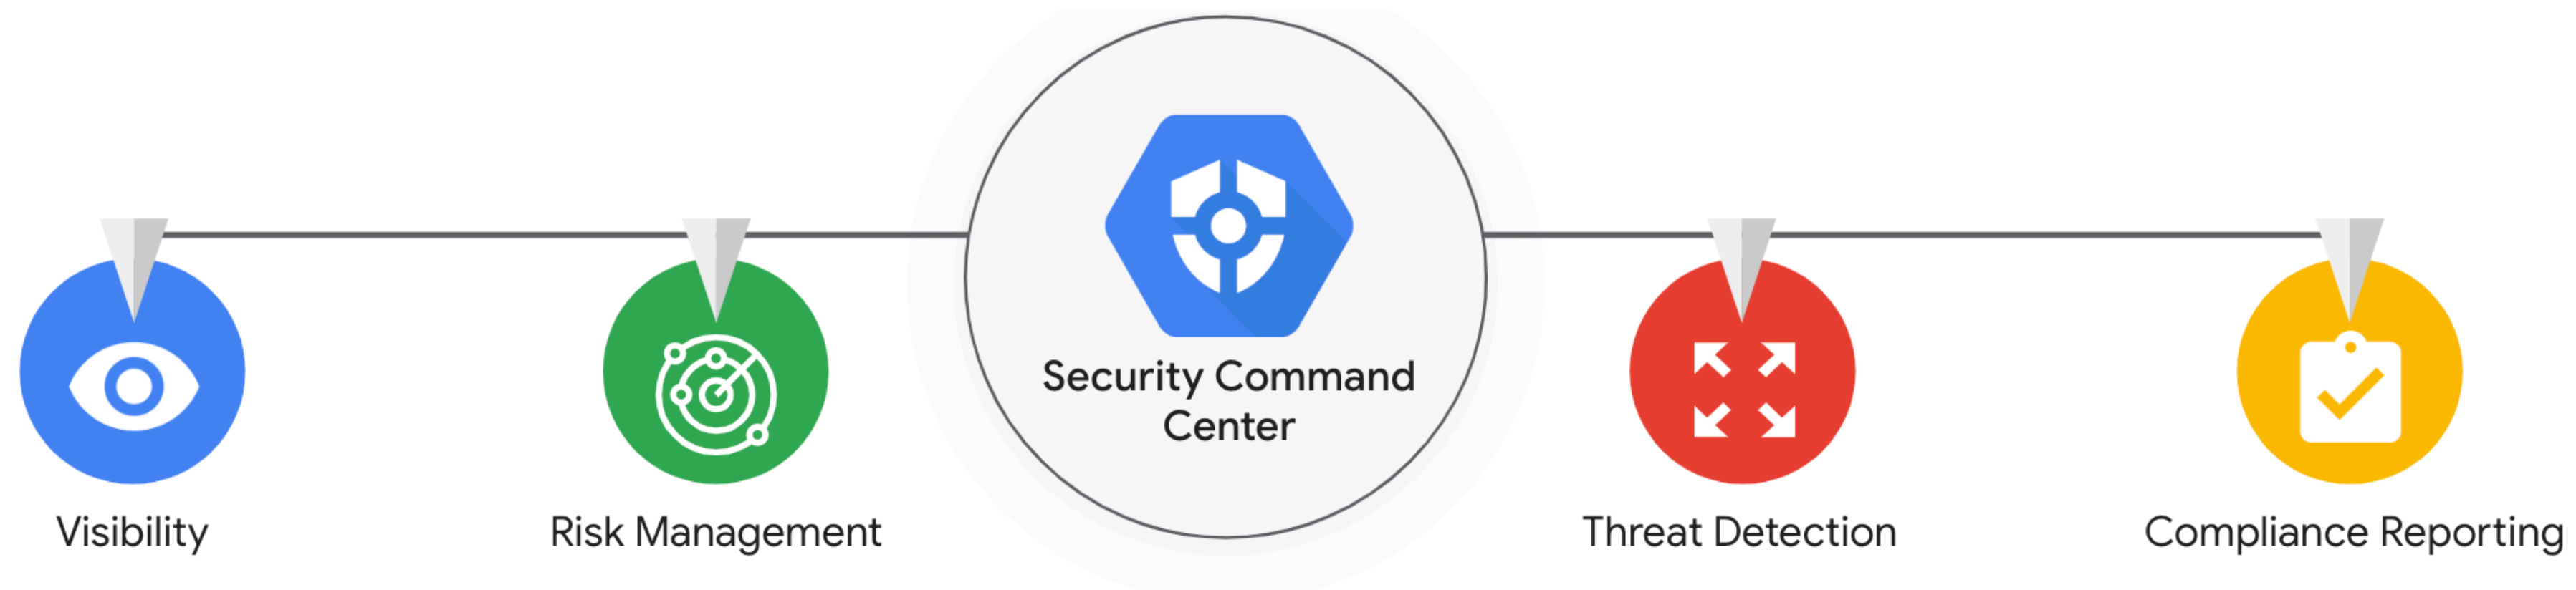 Security Command
Center
Visibility
Risk Management
Threat Detection
Compliance Reporting